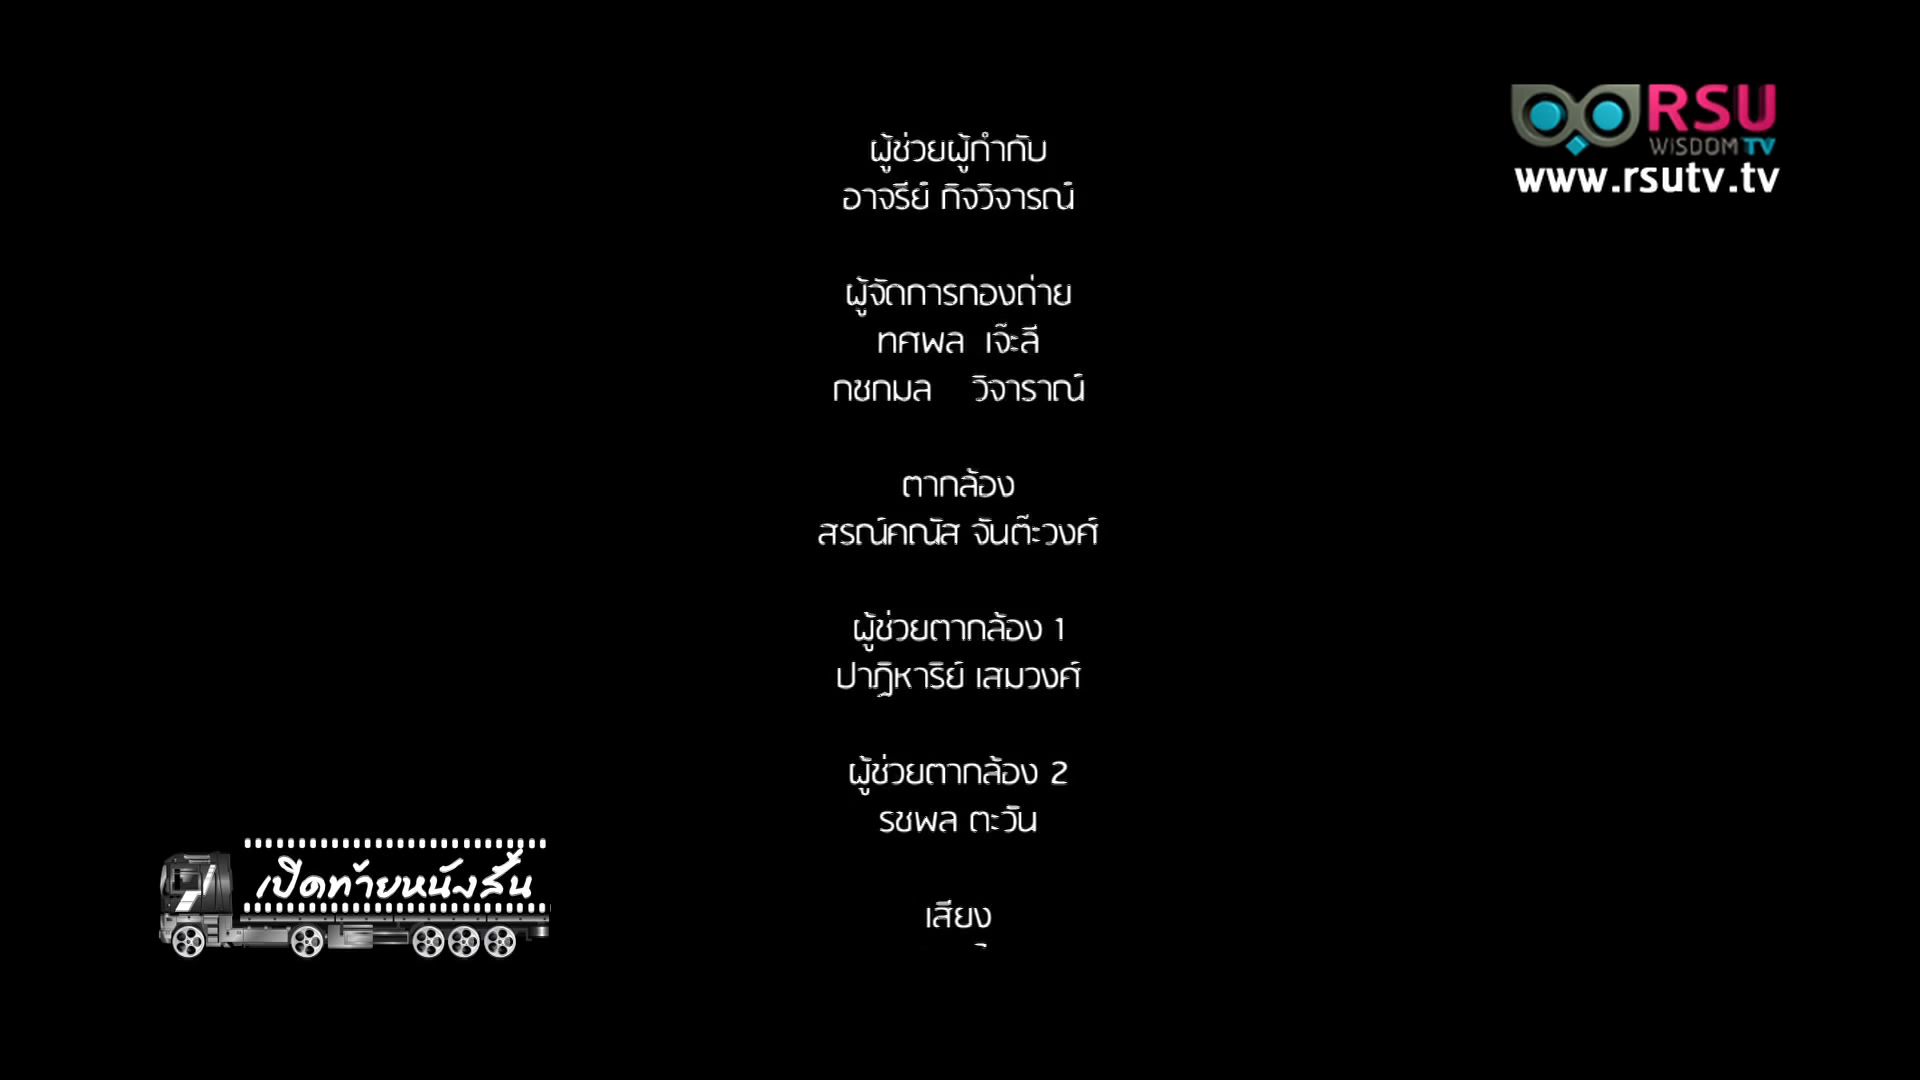 RSU
WISDOM TV
www.rsutv.tv
ผู้ช่วยผู้กำกับ
อาจรีย์ กิจวิจารณ์
ผู้จัดการกองถ่าย
ทศพล เจ๊ะลี
กชกมล วิจาราณ์
ตากล้อง
สรณ์คณัส จันต๊ะวงศ์
ผู้ช่วยตากล้อง 1
ปาฏิหาริย์ เสมวงศ์
ผู้ช่วยตากล้อง 2
รชพล ตะวัน
เสียง
เปิดท้ายหนังสั้น